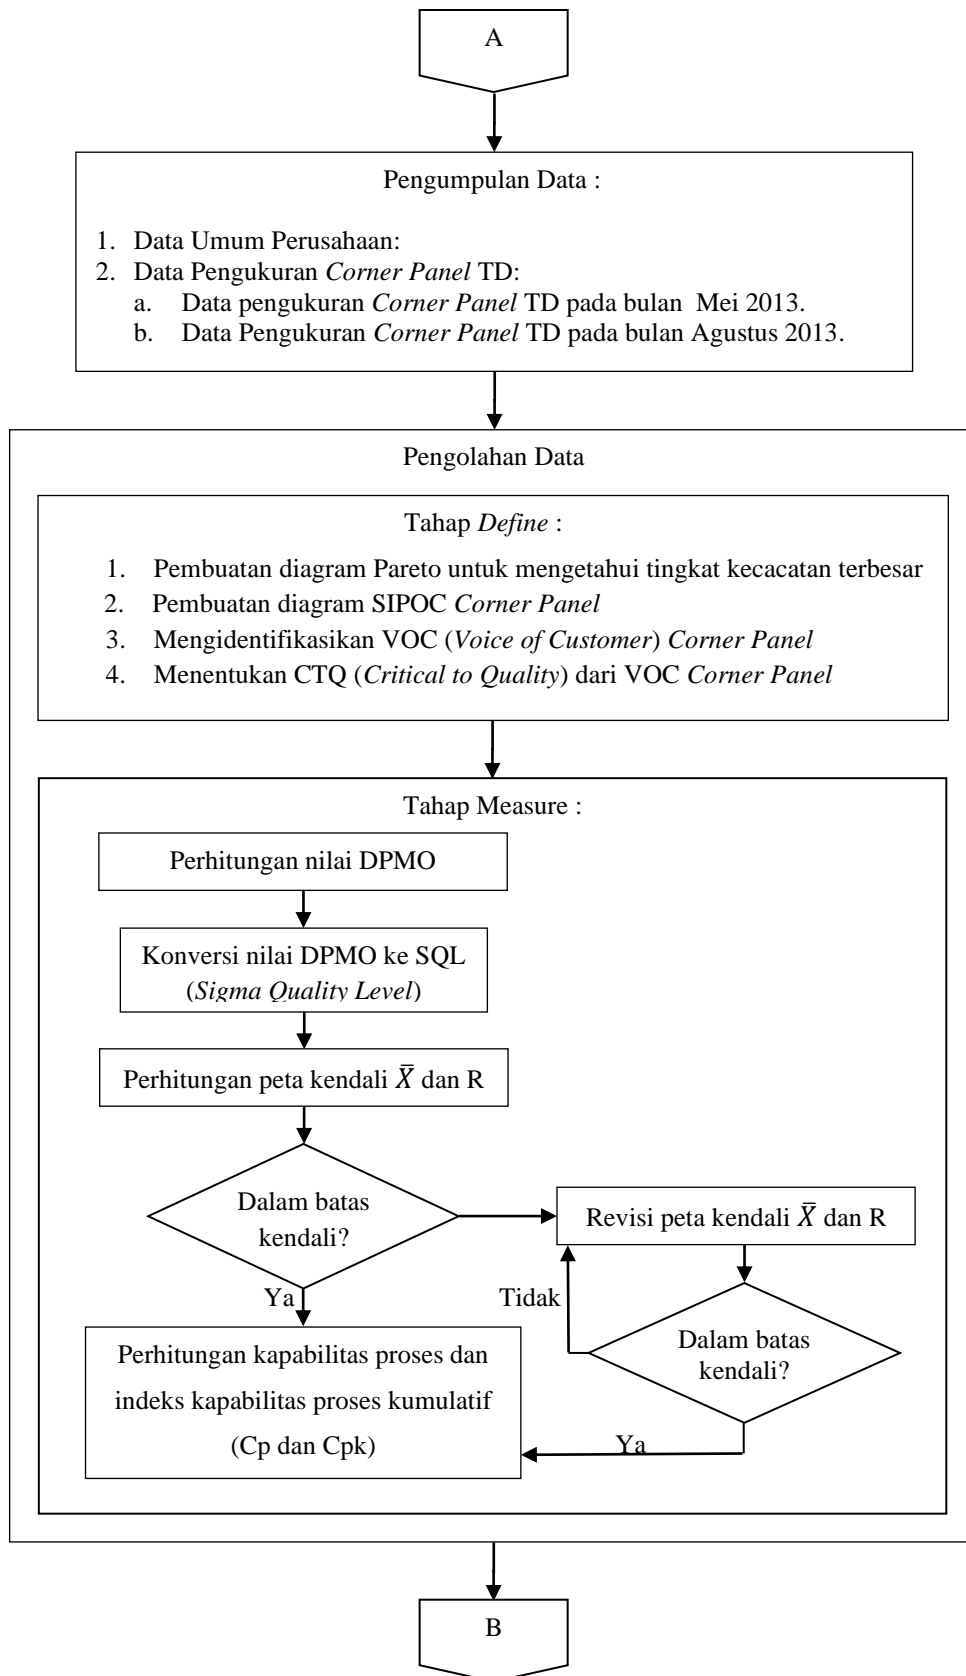 A
Pengumpulan Data :
1. Data Umum Perusahaan:
2. Data Pengukuran Corner Panel TD:
a. Data pengukuran Corner Panel TD pada bulan Mei 2013.
b. Data Pengukuran Corner Panel TD pada bulan Agustus 2013.
Pengolahan Data
Tahap Define :
1. Pembuatan diagram Pareto untuk mengetahui tingkat kecacatan terbesar
2. Pembuatan diagram SIPOC Corner Panel
3. Mengidentifikasikan VOC (Voice of Customer) Corner Panel
4. Menentukan CTQ (Critical to Quality) dari VOC Corner Panel
Tahap Measure :
Perhitungan nilai DPMO
Konversi nilai DPMO ke SQL
(Sigma Quality Level)
Perhitungan peta kendali X̅ dan R
Dalam batas
kendali?
Revisi peta kendali X̅ dan R
Ya
Tidak
Dalam batas
kendali?
Perhitungan kapabilitas proses dan
indeks kapabilitas proses kumulatif
(Cp dan Cpk)
Ya
B